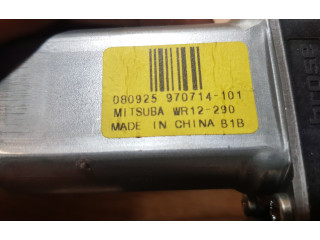 080925 970714-101
MITSUBA WR12-290
MADE IN CHINA 81B